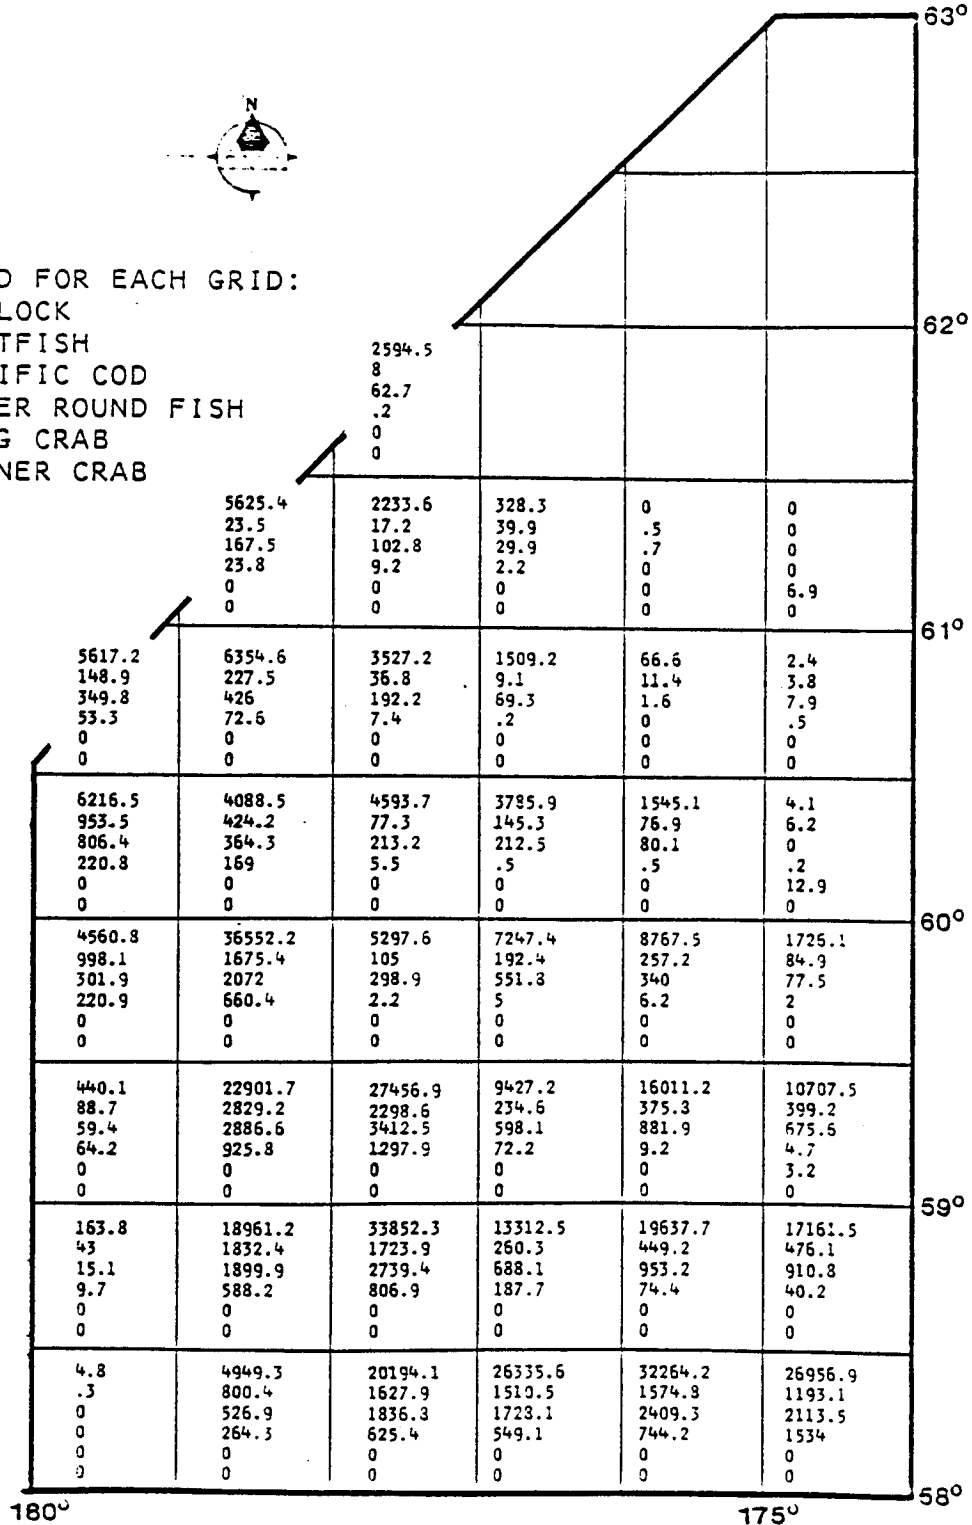 63°
N
D FOR EACH GRID:
LOCK
TFISH
IFIC COD
ER ROUND FISH
G CRAB
NER CRAB
62°
2594.5
8
62.7
.2
0
0
5625.4 2233.6 328.3 0 0
23.5 17.2 39.9 .5 0
167.5 102.8 29.9 .7 0
23.8 9.2 2.2 0 0
0 0 0 0 6.9
0 0 0 0 0
61°
5617.2 6354.6 3527.2 1509.2 66.6 2.4
148.9 227.5 36.8 9.1 11.4 3.8
349.8 426 192.2 69.3 1.6 7.9
53.3 72.6 7.4 .2 0 .5
0 0 0 0 0 0
0 0 0 0 0 0
6216.5 4088.5 4593.7 3785.9 1545.1 4.1
953.5 424.2 77.3 145.3 76.9 6.2
806.4 364.3 213.2 212.5 80.1 0
220.8 169 5.5 .5 .5 .2
0 0 0 0 0 12.9
0 0 0 0 0 0
60°
4560.8 36552.2 5297.6 7247.4 8767.5 1725.1
998.1 1675.4 105 192.4 257.2 84.9
301.9 2072 298.9 551.8 340 77.5
220.9 660.4 2.2 5 6.2 2
0 0 0 0 0 0
0 0 0 0 0 0
440.1 22901.7 27456.9 9427.2 16011.2 10707.5
88.7 2829.2 2298.6 234.6 375.3 399.2
59.4 2886.6 3412.5 598.1 881.9 675.6
64.2 925.8 1297.9 72.2 9.2 4.7
0 0 0 0 0 3.2
0 0 0 0 0 0
59°
163.8 18961.2 33852.3 13312.5 19637.7 17161.5
43 1832.4 1723.9 260.3 449.2 476.1
15.1 1899.9 2739.4 688.1 953.2 910.8
9.7 588.2 806.9 187.7 74.4 40.2
0 0 0 0 0 0
0 0 0 0 0 0
4.8 4949.3 20194.1 26335.6 32264.2 26956.9
.3 800.4 1627.9 1510.5 1574.8 1193.1
0 526.9 1836.3 1723.1 2409.3 2113.5
0 264.3 625.4 549.1 744.2 1534
0 0 0 0 0 0
0 0 0 0 0 0
58°
180° 175°